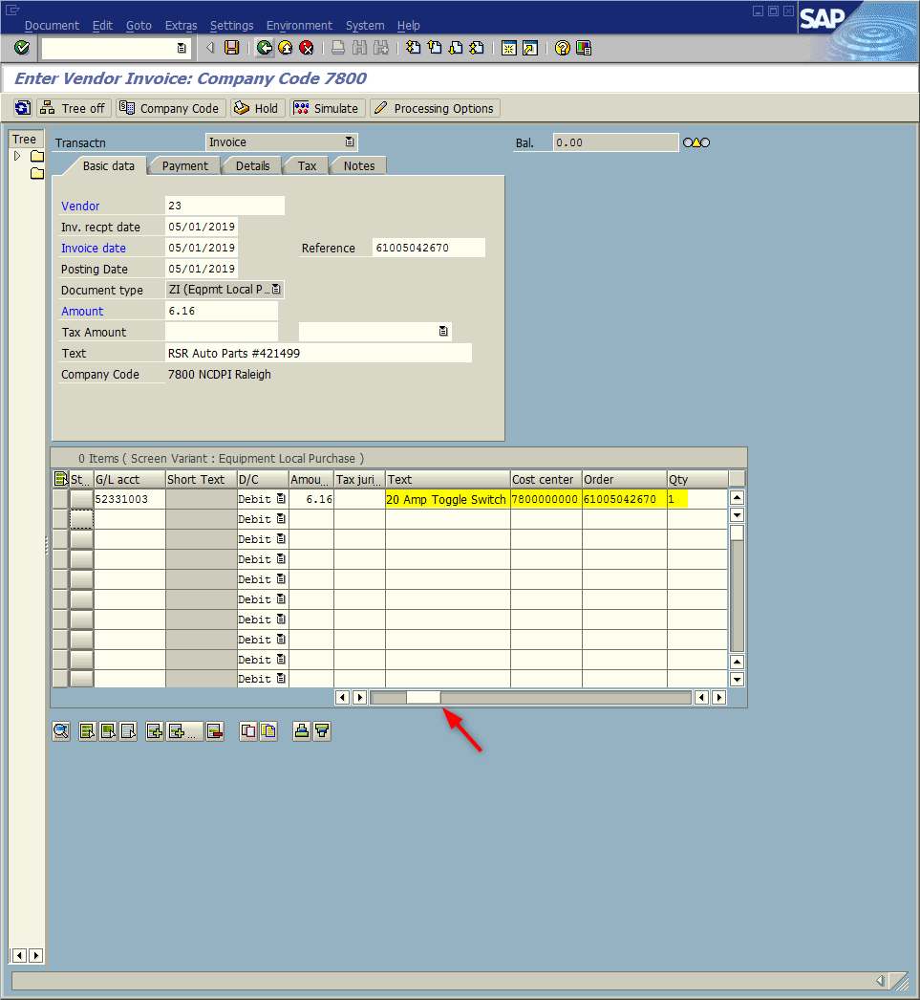 Document Edit Goto Extras Settings Environment System Help
SAP
Enter Vendor Invoice: Company Code 7800
Tree off Company Code Hold Simulate Processing Options
Tree
Transactn Invoice Bal. 0.00
Basic data Payment Details Tax Notes
Vendor 23
Inv. recpt date 05/01/2019
Invoice date 05/01/2019 Reference 61005042670
Posting Date 05/01/2019
Document type ZI (Eqpmt Local P...
Amount 6.16
Tax Amount
Text RSR Auto Parts #421499
Company Code 7800 NCDPI Raleigh
0 Items ( Screen Variant : Equipment Local Purchase )
St... G/L acct Short Text D/C Amou... Tax juri... Text Cost center Order Qty
52331003 Debit 6.16 20 Amp Toggle Switch 7800000000 61005042670 1
Debit
Debit
Debit
Debit
Debit
Debit
Debit
Debit
Debit
...